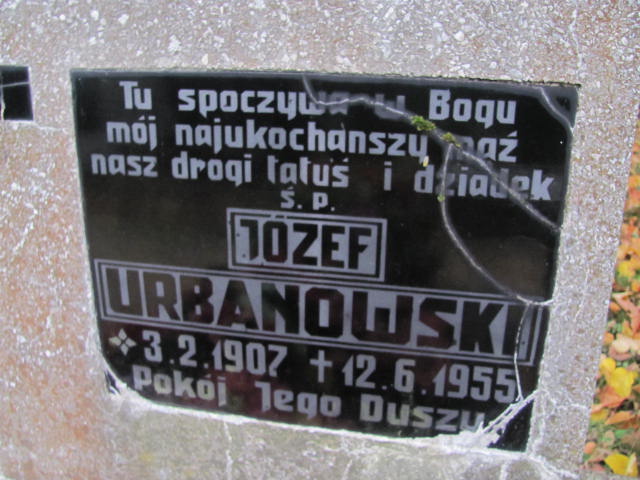 Tu spoczywa w Bogu
mój najukochanszy mąż
nasz drogi tatuś i dziadek
ś. p.
JÓZEF
URBANOWSKI
3.2.1907 + 12.6.1955
Pokój Jego Duszy